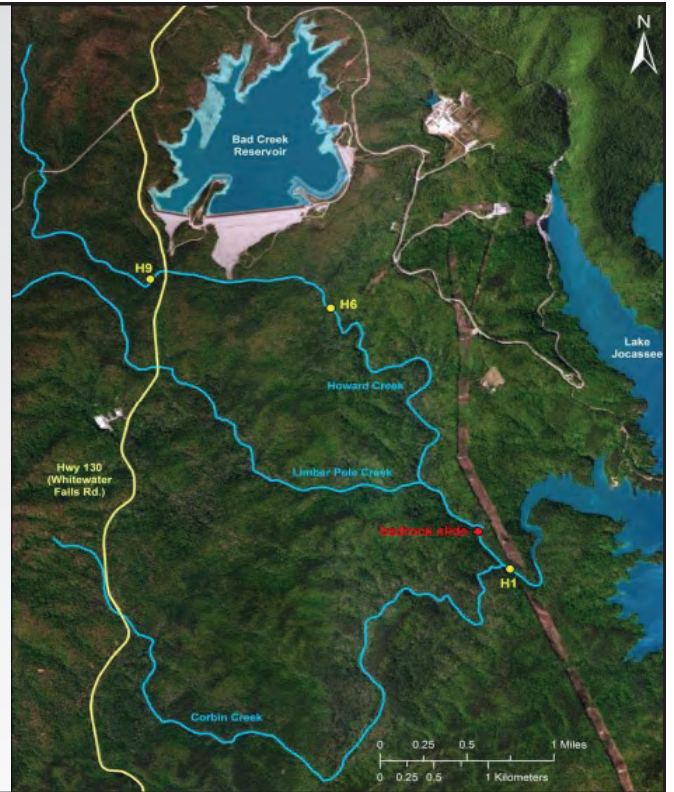 N
Bad Creek
Reservoir
H9
H6
Lake
Jocassee
Howard Creek
Hwy 130
(Whitewater
Falls Rd.)
Limber Pole Creek
bedrock slide
H1
Corbin Creek
0 0.25 0.5 1 Miles
0 0.25 0.5 1 Kilometers